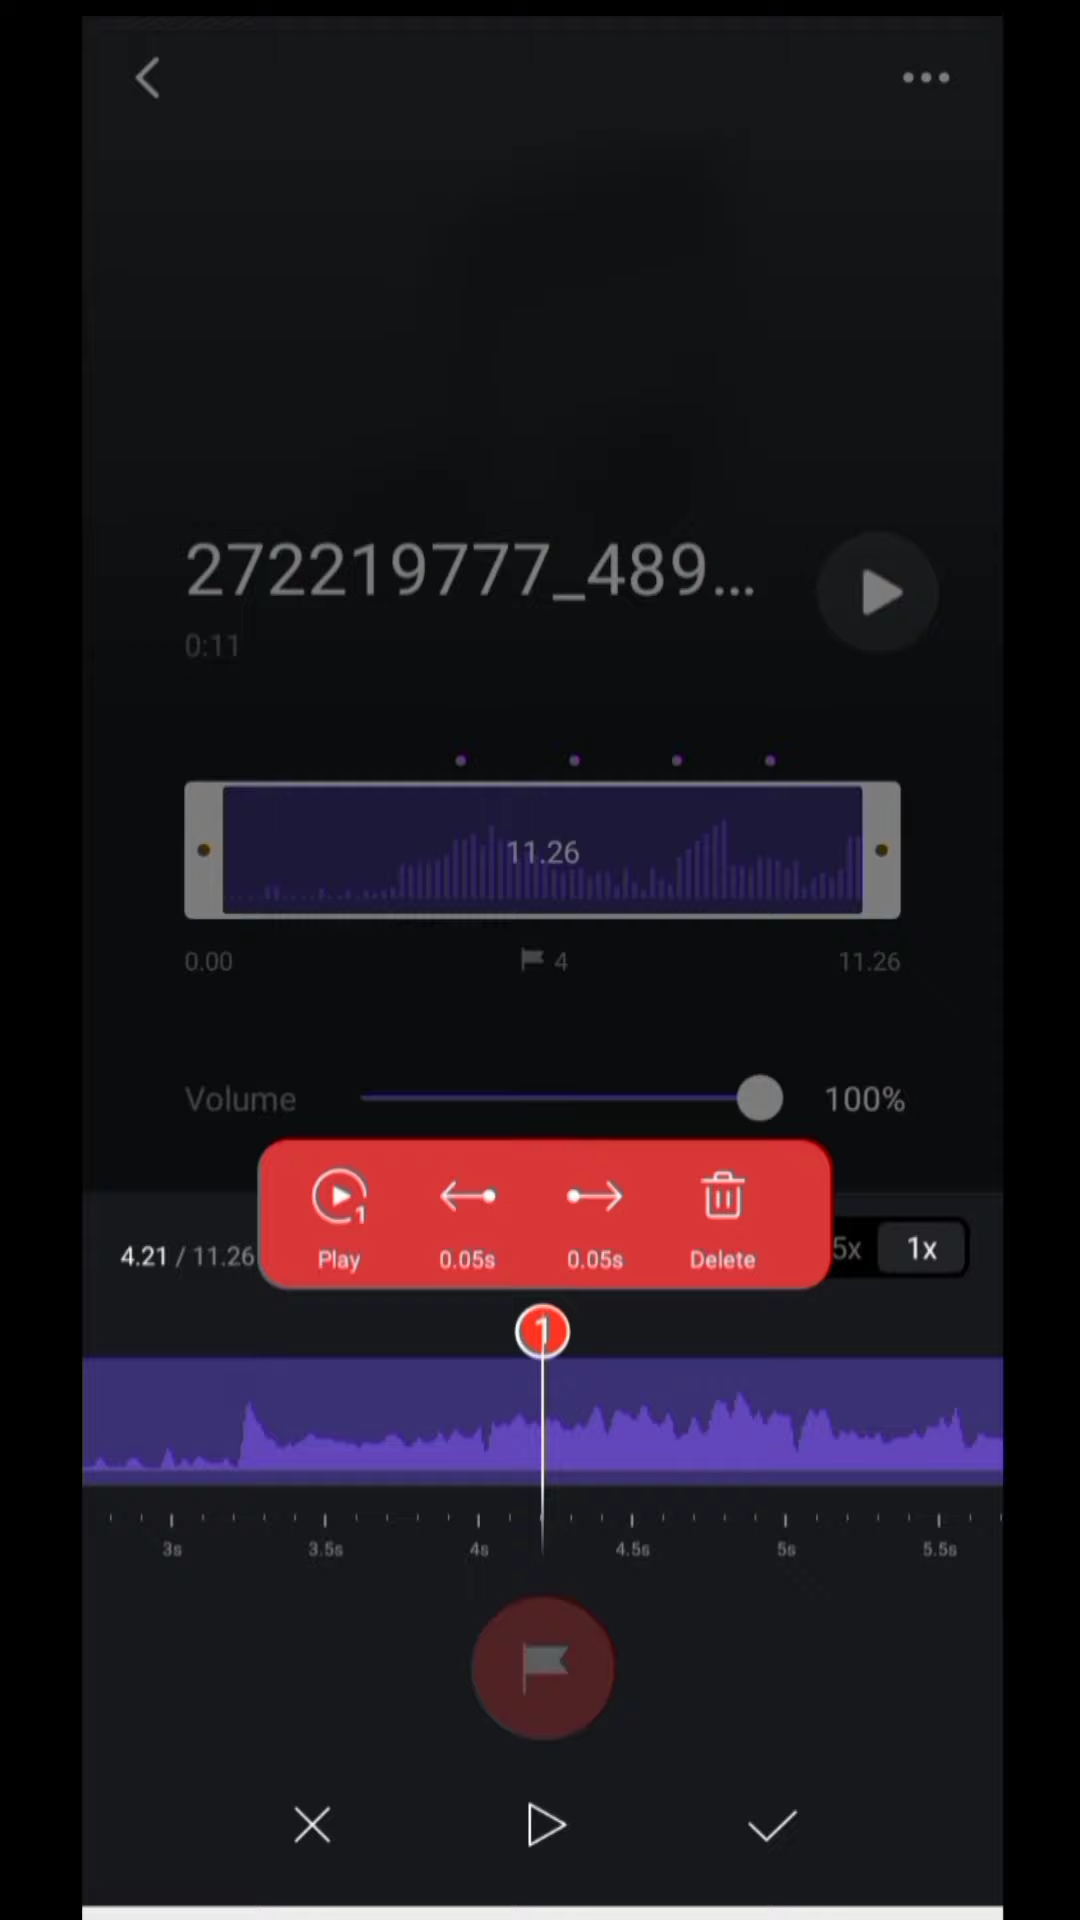 272219777_489...
0:11
11.26
0.00
4
11.26
Volume
100%
Play
0.05s
0.05s
Delete
4.21 / 11.26
5x
1x
1
3s
3.5s
4s
4.5s
5s
5.5s